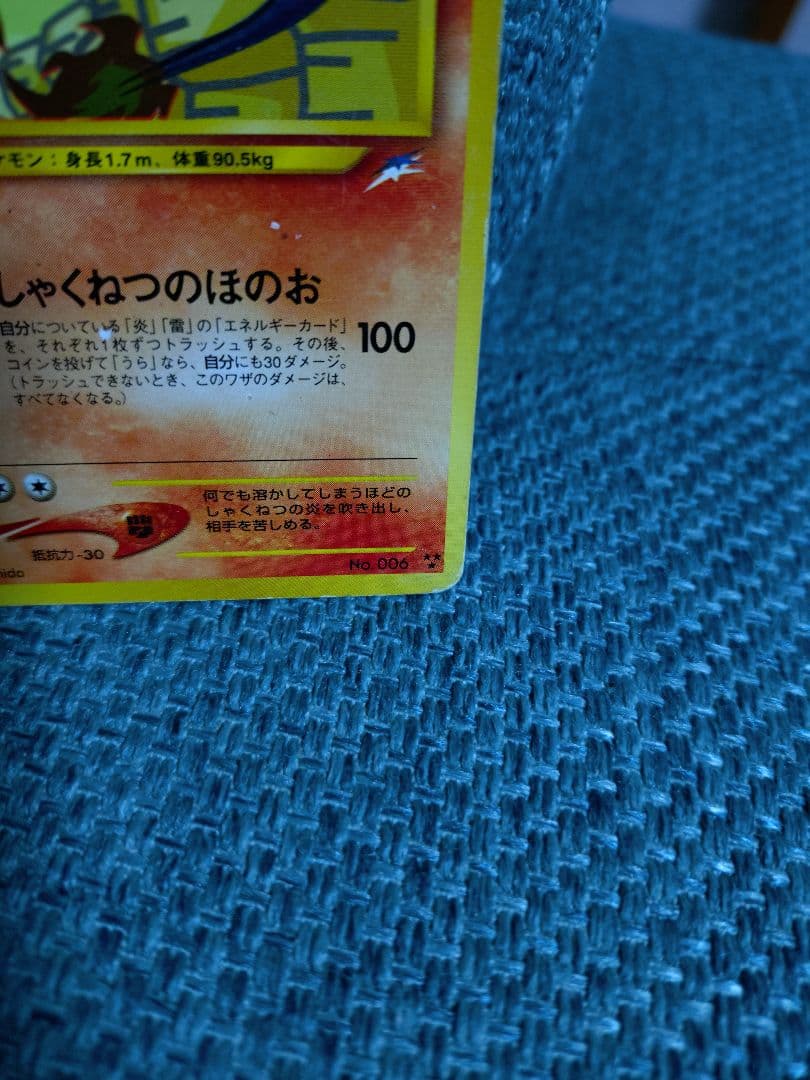 ケモン：身長1.7m、体重90.5kg
しゃくねつのほのお
自分についている「炎」「雷」の「エネルギーカード」
を、それぞれ1枚ずつトラッシュする。その後、
コインを投げて「うら」なら、自分にも30ダメージ。
（トラッシュできないとき、このワザのダメージは、
すべてなくなる。）
100
何でも溶かしてしまうほどの
しゃくねつの炎を吹き出し、
相手を苦しめる。
抵抗力 -30
No. 006